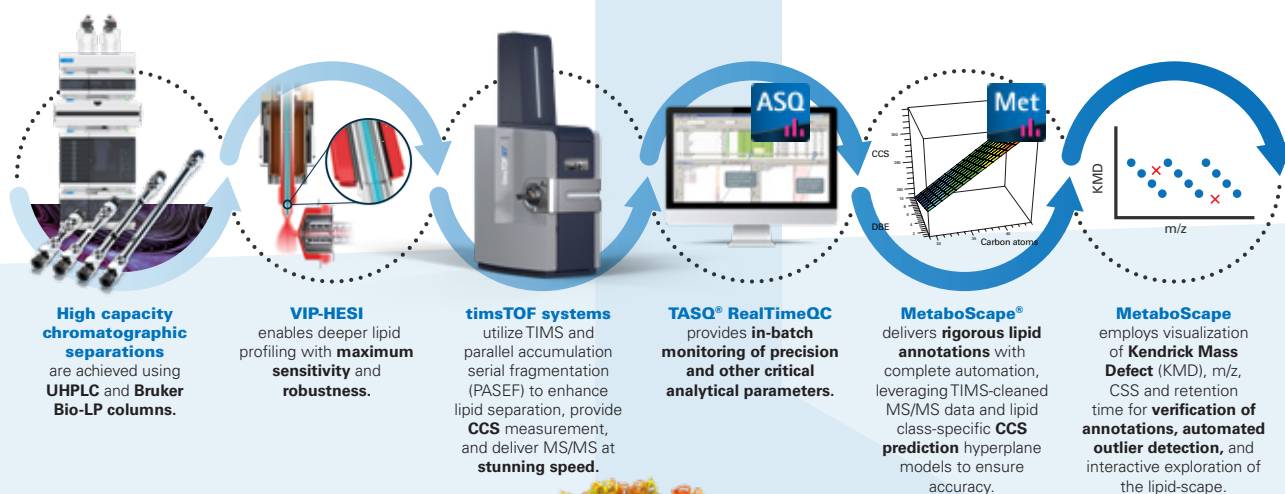 ASQ
Met
CCS
DBE
Carbon atoms
KMD
m/z
High capacity
chromatographic
separations
are achieved using
UHPLC and Bruker
Bio-LP columns.
VIP-HESI
enables deeper lipid
profiling with maximum
sensitivity and
robustness.
timsTOF systems
utilize TIMS and
parallel accumulation
serial fragmentation
(PASEF) to enhance
lipid separation, provide
CCS measurement,
and deliver MS/MS at
stunning speed.
TASQ® RealTimeQC
provides in-batch
monitoring of precision
and other critical
analytical parameters.
MetaboScape®
delivers rigorous lipid
annotations with
complete automation,
leveraging TIMS-cleaned
MS/MS data and lipid
class-specific CCS
prediction hyperplane
models to ensure
accuracy.
MetaboScape
employs visualization
of Kendrick Mass
Defect (KMD), m/z,
CSS and retention
time for verification of
annotations, automated
outlier detection, and
interactive exploration of
the lipid-scape.